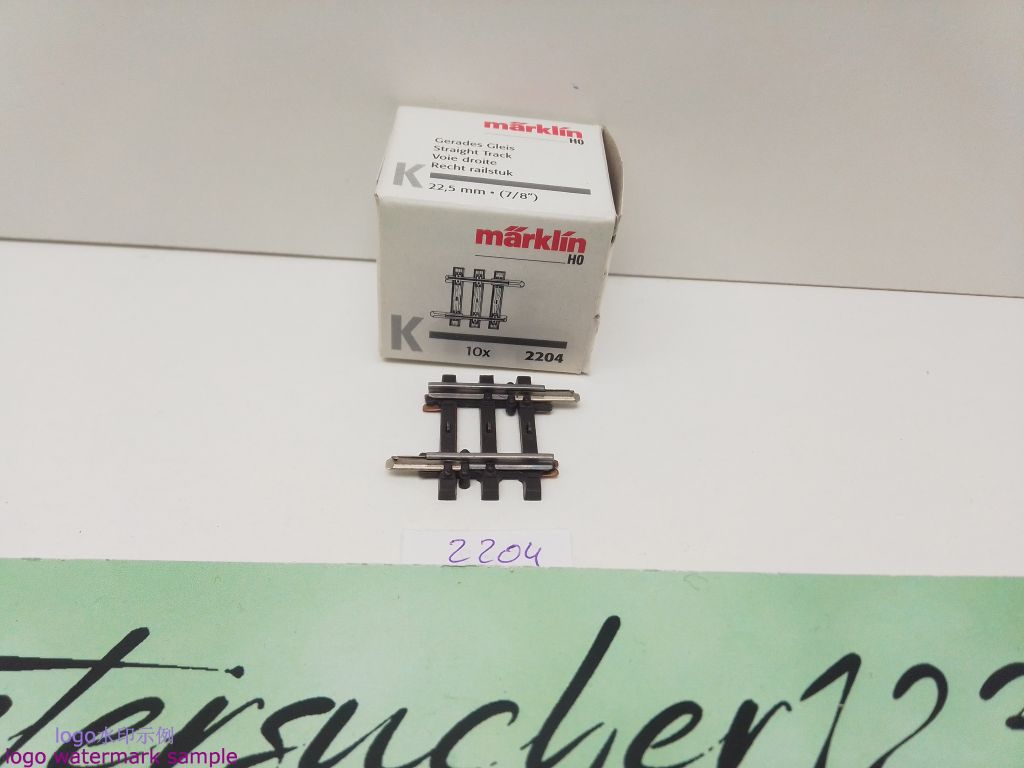 märklin
H0
Gerades Gleis
Straight Track
Voie droite
Recht railstuk
K
22,5 mm • (7/8")
märklin
H0
K
10x 2204
2204
tersucher123
logo水印示例
logo watermark sample